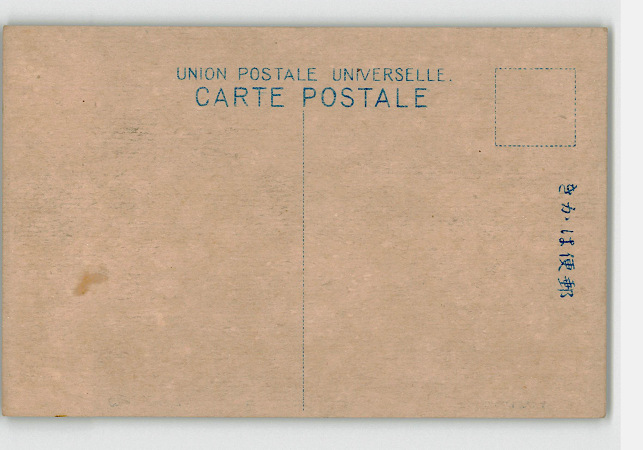 UNION POSTALE UNIVERSELLE.
CARTE POSTALE
きかは便郵